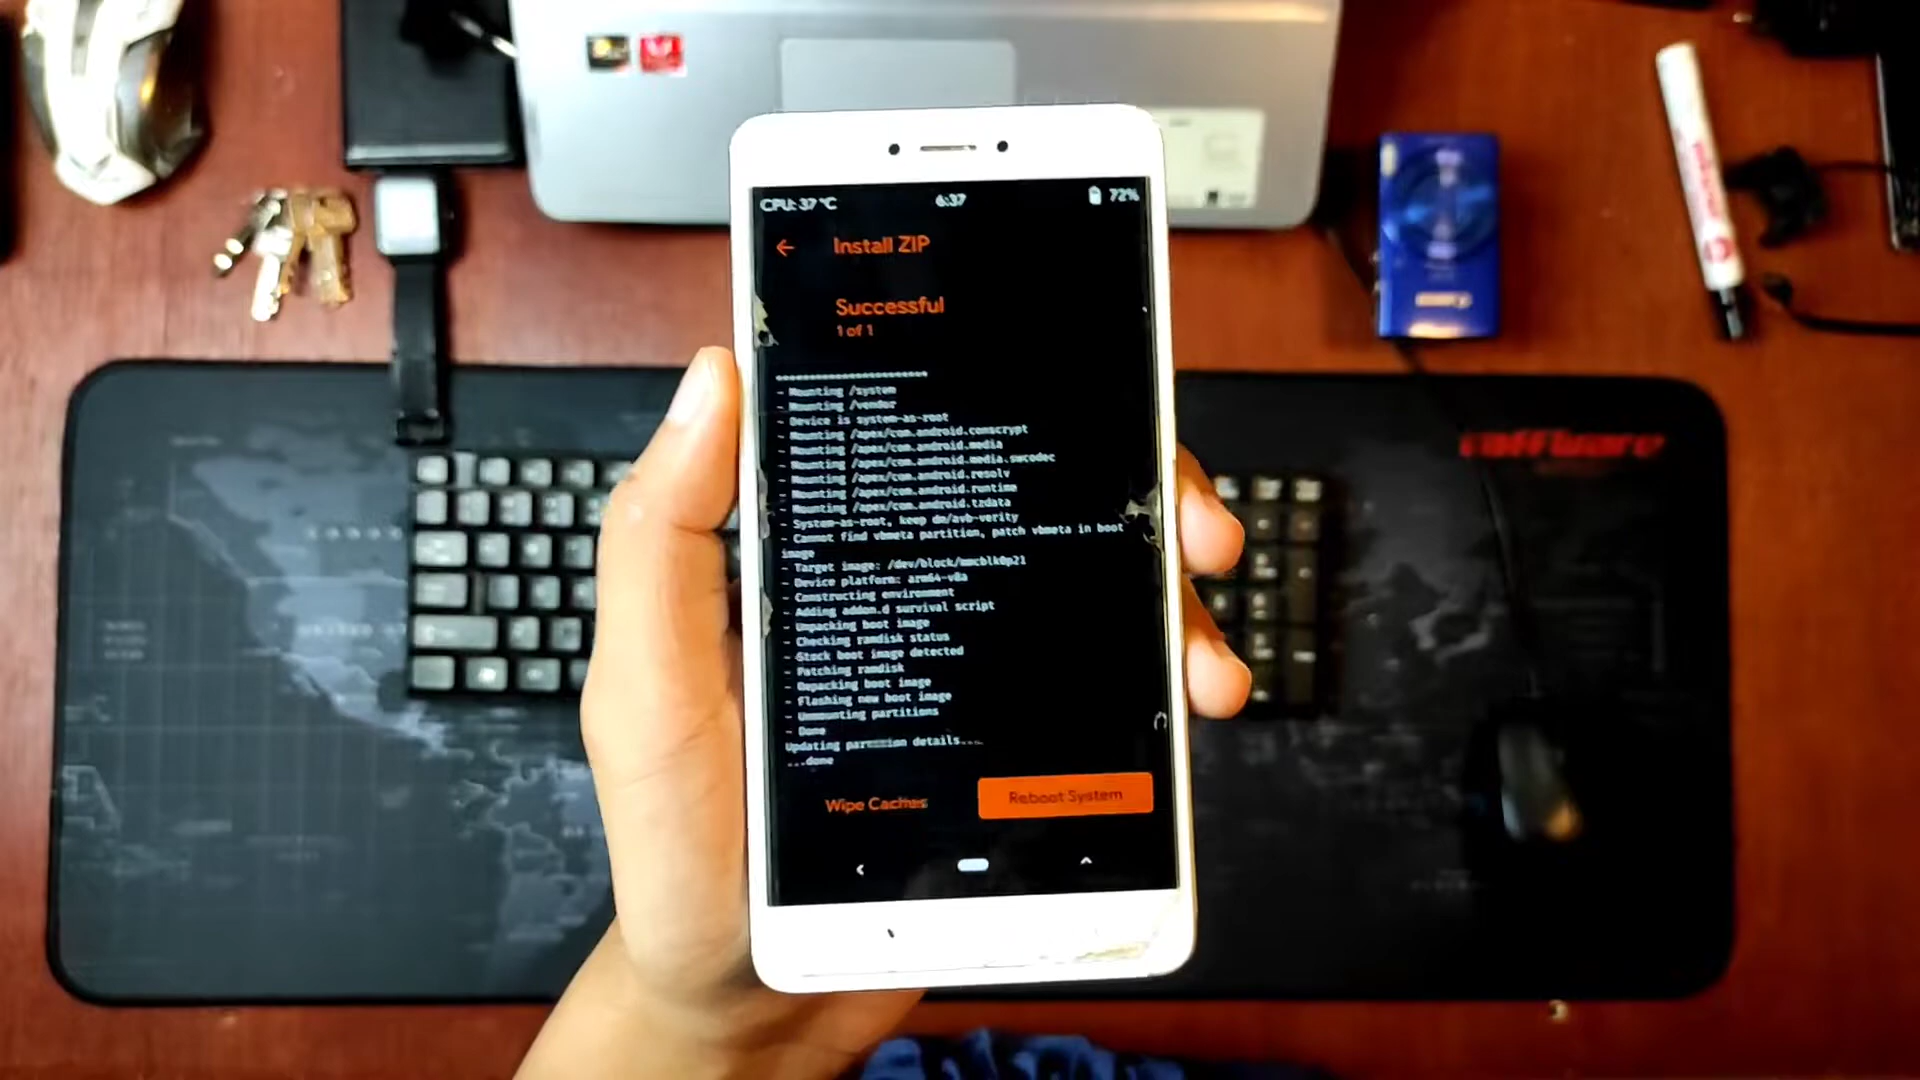 CPU: 37 °C 6:37 72%
Install ZIP
Successful
1 of 1
************************
- Mounting /system
- Mounting /vendor
- Device is system-as-root
- Mounting /apex/com.android.conscrypt
- Mounting /apex/com.android.media
- Mounting /apex/com.android.media.swcodec
- Mounting /apex/com.android.resolv
- Mounting /apex/com.android.runtime
- Mounting /apex/com.android.tzdata
- System-as-root, keep dm/avb-verity
- Cannot find vbmeta partition, patch vbmeta in boot
image
- Target image: /dev/block/mmcblk0p21
- Device platform: arm64-v8a
- Constructing environment
- Adding addon.d survival script
- Unpacking boot image
- Checking ramdisk status
- Stock boot image detected
- Patching ramdisk
- Repacking boot image
- Flashing new boot image
- Unmounting partitions
- Done
Updating partition details...
...done
Wipe Caches
Reboot System